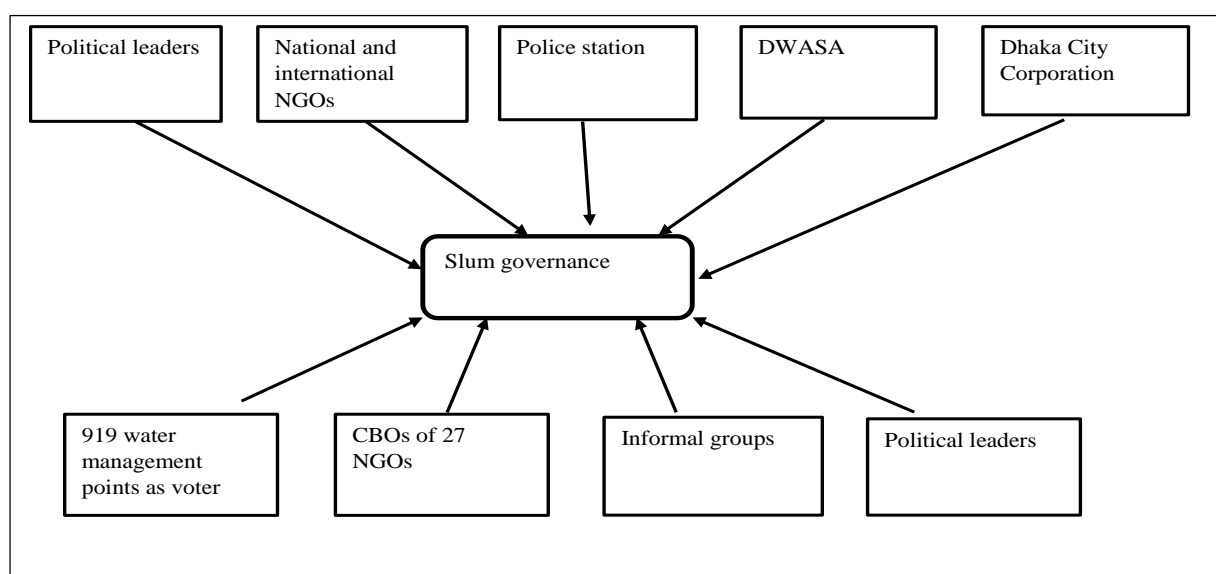 Political leaders
National and
international
NGOs
Police station
DWASA
Dhaka City
Corporation
Slum governance
919 water
management
points as voter
CBOs of 27
NGOs
Informal groups
Political leaders